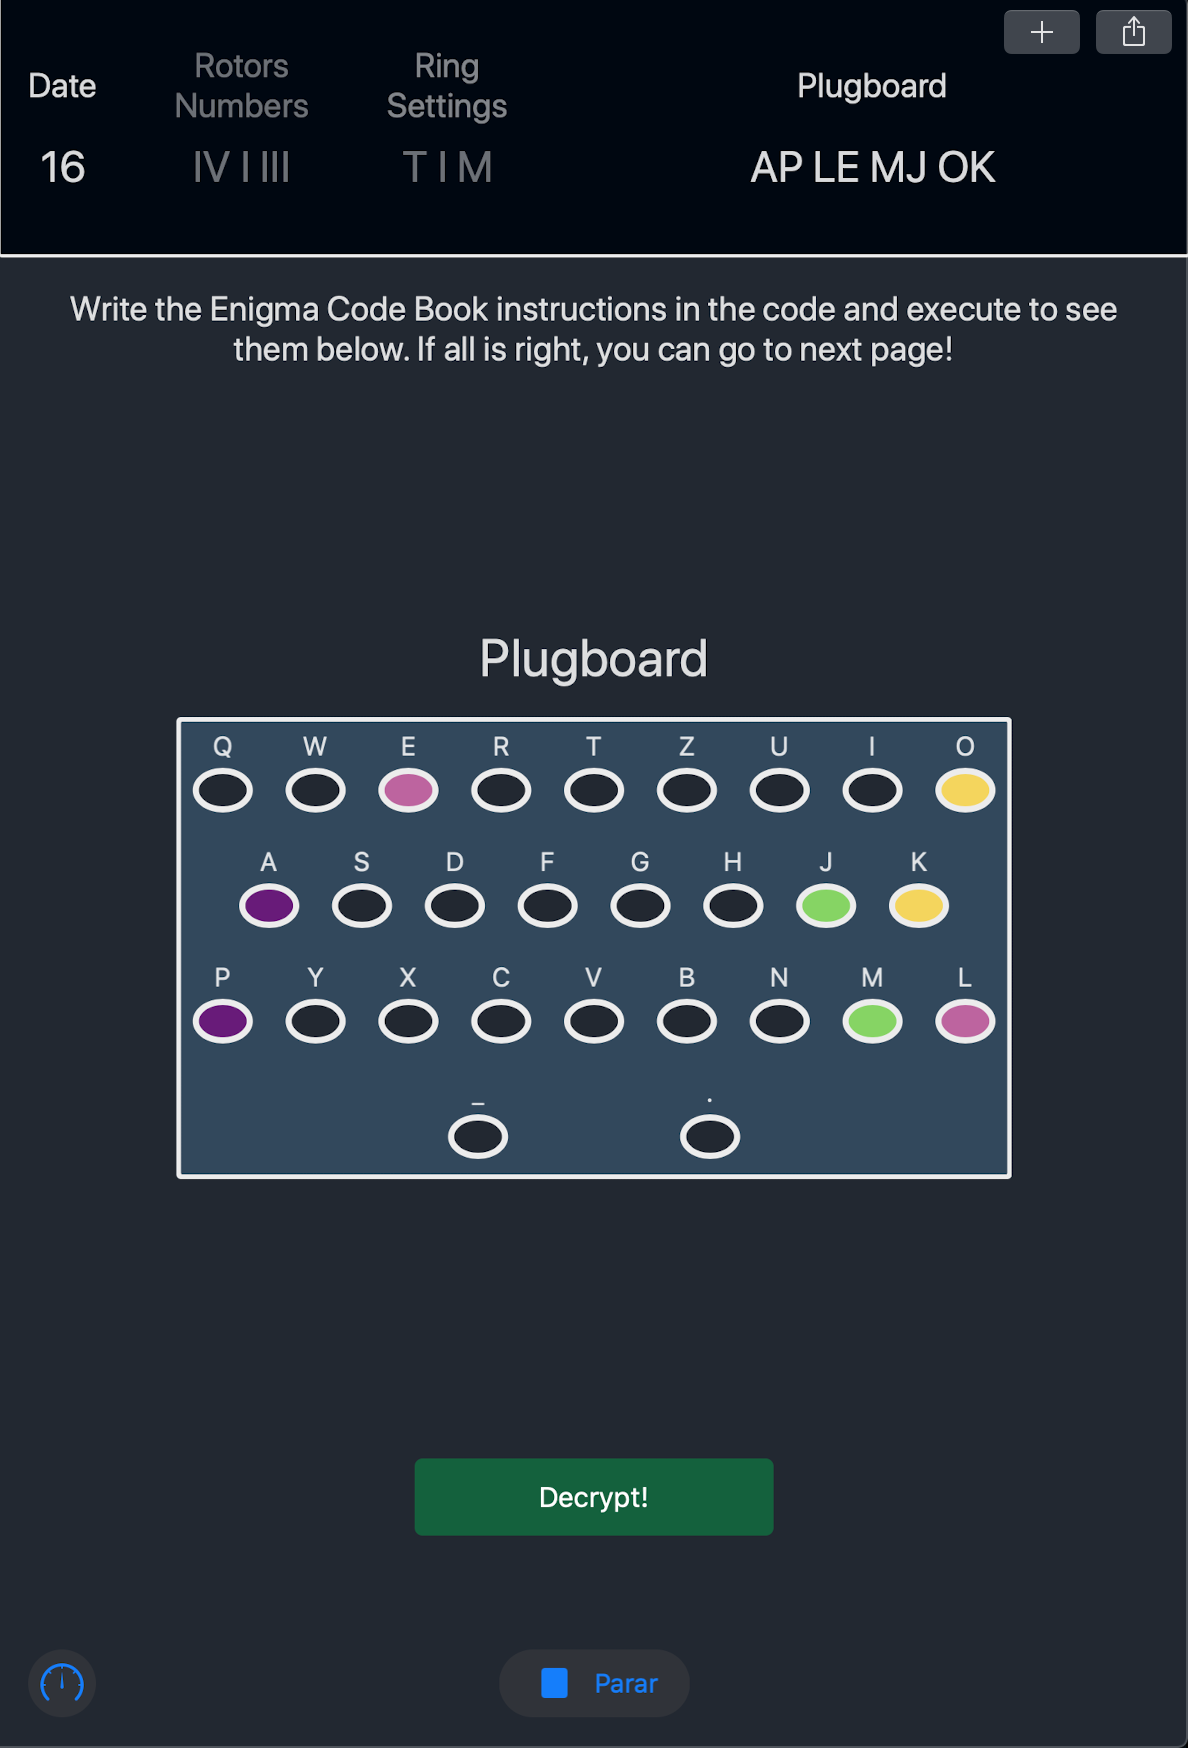 Date
Rotors
Numbers
Ring
Settings
Plugboard
16
IV I III
T I M
AP LE MJ OK
Write the Enigma Code Book instructions in the code and execute to see
them below. If all is right, you can go to next page!
Plugboard
Q W E R T Z U I O
A S D F G H J K
P Y X C V B N M L
_ .
Decrypt!
Parar